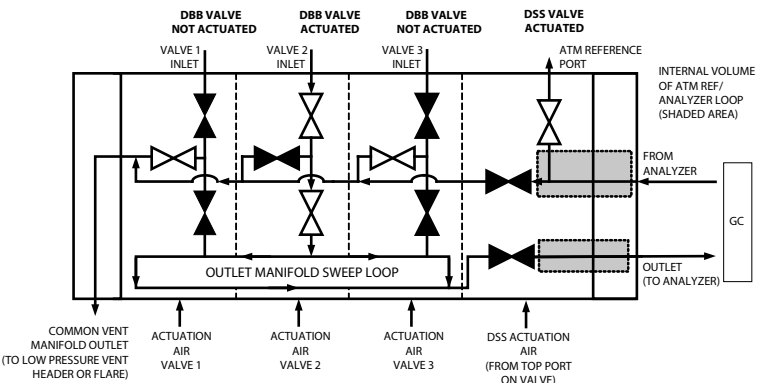 DBB VALVE
NOT ACTUATED
DBB VALVE
ACTUATED
DBB VALVE
NOT ACTUATED
DSS VALVE
ACTUATED
VALVE 1
INLET
VALVE 2
INLET
VALVE 3
INLET
ATM REFERENCE
PORT
INTERNAL VOLUME
OF ATM REF/
ANALYZER LOOP
(SHADED AREA)
FROM
ANALYZER
GC
OUTLET MANIFOLD SWEEP LOOP
OUTLET
(TO ANALYZER)
COMMON VENT
MANIFOLD OUTLET
(TO LOW PRESSURE VENT
HEADER OR FLARE)
ACTUATION
AIR
VALVE 1
ACTUATION
AIR
VALVE 2
ACTUATION
AIR
VALVE 3
DSS ACTUATION
AIR
(FROM TOP PORT
ON VALVE)